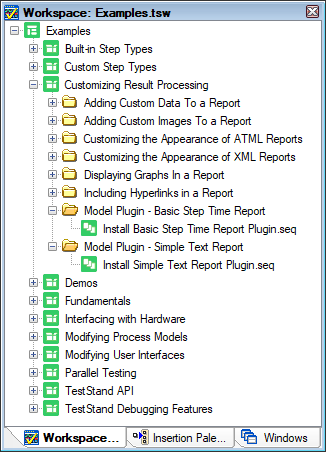 Workspace: Examples.tsw
Examples
Built-in Step Types
Custom Step Types
Customizing Result Processing
Adding Custom Data To a Report
Adding Custom Images To a Report
Customizing the Appearance of ATML Reports
Customizing the Appearance of XML Reports
Displaying Graphs In a Report
Including Hyperlinks in a Report
Model Plugin - Basic Step Time Report
Install Basic Step Time Report Plugin.seq
Model Plugin - Simple Text Report
Install Simple Text Report Plugin.seq
Demos
Fundamentals
Interfacing with Hardware
Modifying Process Models
Modifying User Interfaces
Parallel Testing
TestStand API
TestStand Debugging Features
Workspace... Insertion Pale... Windows